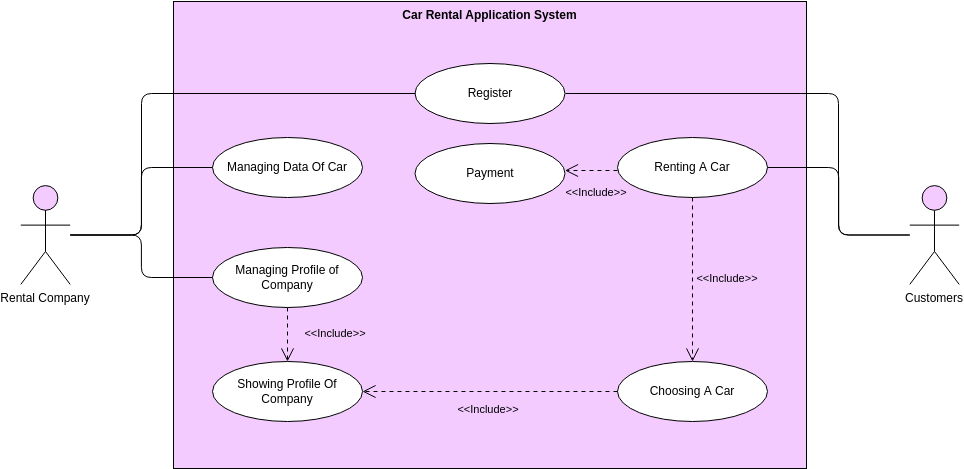 Car Rental Application System
Register
Managing Data Of Car
Payment
Renting A Car
<<Include>>
Managing Profile of
Company
<<Include>>
Rental Company
Customers
<<Include>>
Showing Profile Of
Company
Choosing A Car
<<Include>>